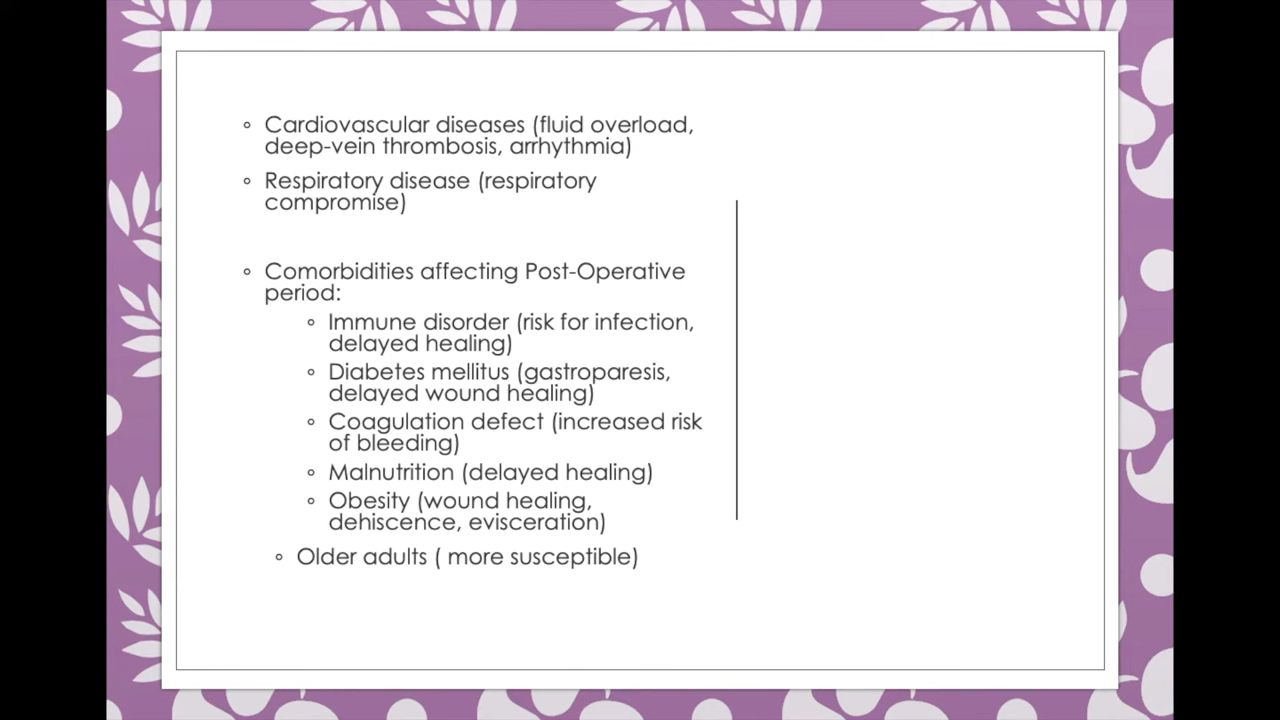 ◦ Cardiovascular diseases (fluid overload,
deep-vein thrombosis, arrhythmia)
◦ Respiratory disease (respiratory
compromise)
◦ Comorbidities affecting Post-Operative
period:
◦ Immune disorder (risk for infection,
delayed healing)
◦ Diabetes mellitus (gastroparesis,
delayed wound healing)
◦ Coagulation defect (increased risk
of bleeding)
◦ Malnutrition (delayed healing)
◦ Obesity (wound healing,
dehiscence, evisceration)
◦ Older adults ( more susceptible)